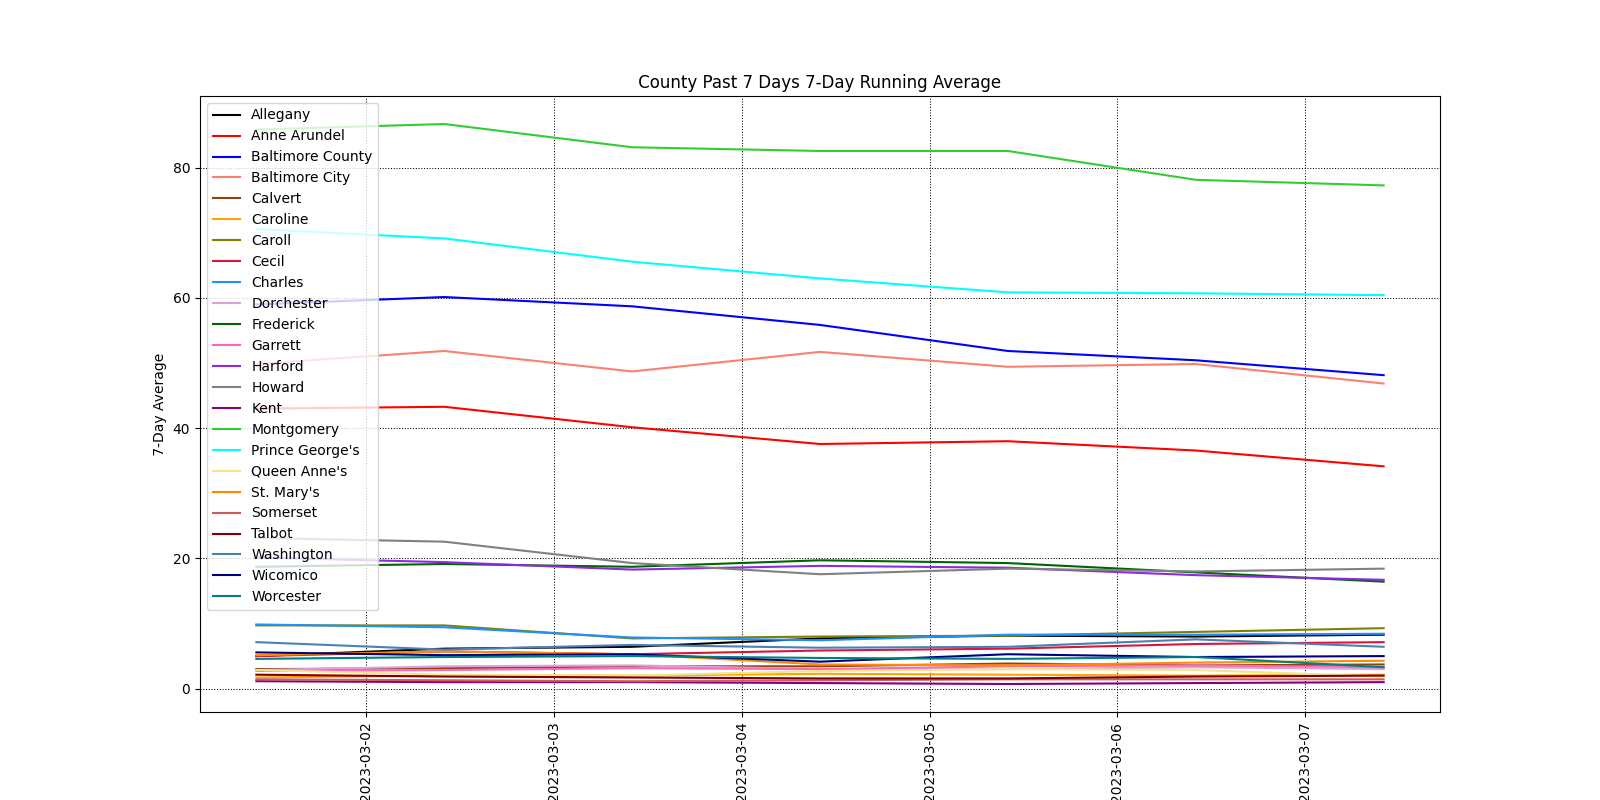 County Past 7 Days 7-Day Running Average
7-Day Average
80
60
40
20
0
Allegany
Anne Arundel
Baltimore County
Baltimore City
Calvert
Caroline
Caroll
Cecil
Charles
Dorchester
Frederick
Garrett
Harford
Howard
Kent
Montgomery
Prince George's
Queen Anne's
St. Mary's
Somerset
Talbot
Washington
Wicomico
Worcester
2023-03-02
2023-03-03
2023-03-04
2023-03-05
2023-03-06
2023-03-07